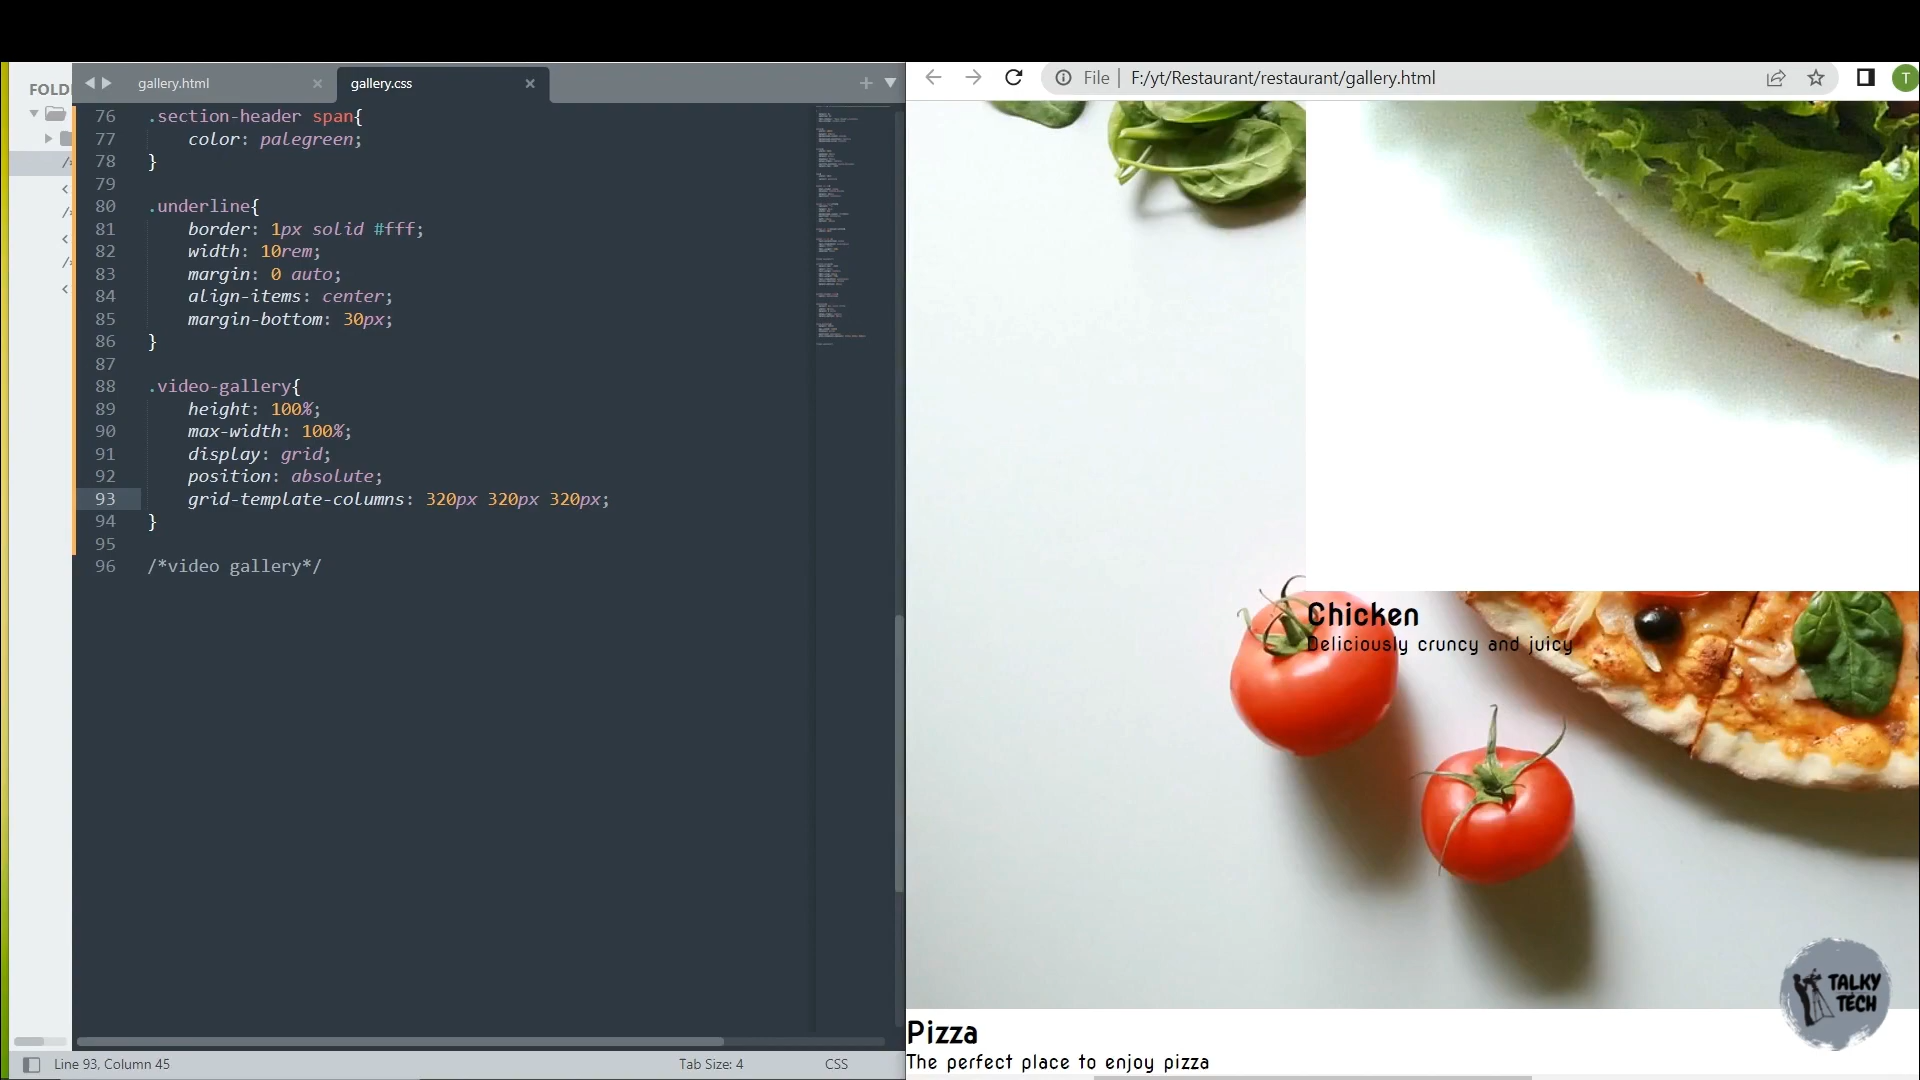 FOLD
gallery.html
gallery.css
File
F:/yt/Restaurant/restaurant/gallery.html
T
76 .section-header span{
77 color: palegreen;
78 }
79
80 .underline{
81 border: 1px solid #fff;
82 width: 10rem;
83 margin: 0 auto;
84 align-items: center;
85 margin-bottom: 30px;
86 }
87
88 .video-gallery{
89 height: 100%;
90 max-width: 100%;
91 display: grid;
92 position: absolute;
93 grid-template-columns: 320px 320px 320px;
94 }
95
96 /*video gallery*/
Line 93, Column 45
Tab Size: 4
CSS
Chicken
Deliciously cruncy and juicy
TALKY
TECH
Pizza
The perfect place to enjoy pizza